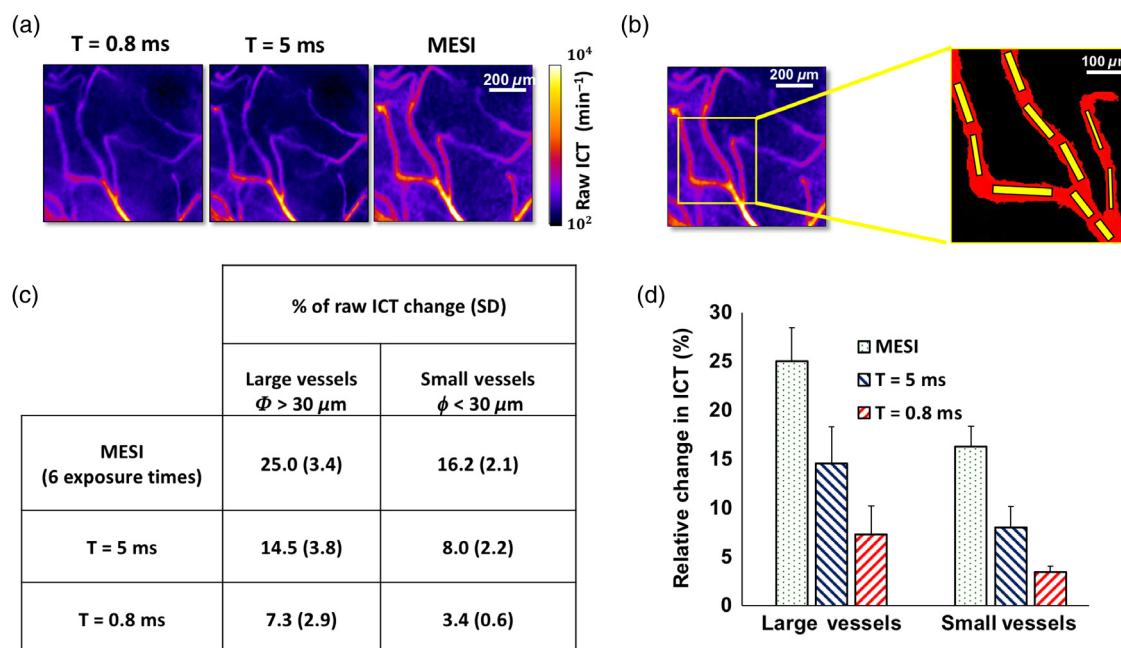 (a)
T = 0.8 ms
T = 5 ms
MESI
200 µm
10⁴
Raw ICT (min⁻¹)
10²
(b)
200 µm
100 µm
(c)
% of raw ICT change (SD)
Large vessels
Φ > 30 µm
Small vessels
ϕ < 30 µm
MESI
(6 exposure times)
25.0 (3.4)
16.2 (2.1)
T = 5 ms
14.5 (3.8)
8.0 (2.2)
T = 0.8 ms
7.3 (2.9)
3.4 (0.6)
(d)
Relative change in ICT (%)
30
25
20
15
10
5
0
MESI
T = 5 ms
T = 0.8 ms
Large vessels
Small vessels